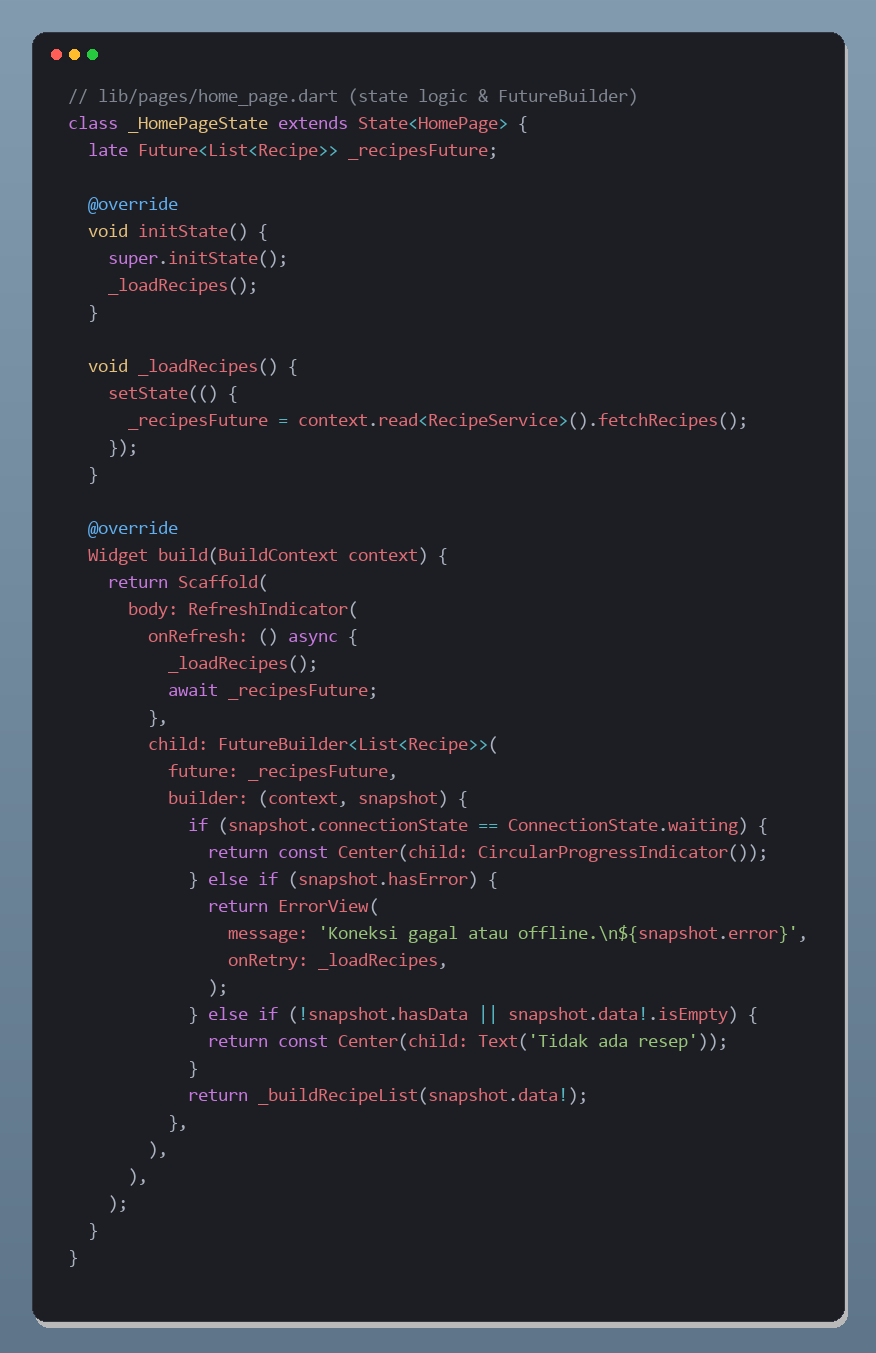 // lib/pages/home_page.dart (state logic & FutureBuilder)
class _HomePageState extends State<HomePage> {
  late Future<List<Recipe>> _recipesFuture;

  @override
  void initState() {
    super.initState();
    _loadRecipes();
  }

  void _loadRecipes() {
    setState(() {
      _recipesFuture = context.read<RecipeService>().fetchRecipes();
    });
  }

  @override
  Widget build(BuildContext context) {
    return Scaffold(
      body: RefreshIndicator(
        onRefresh: () async {
          _loadRecipes();
          await _recipesFuture;
        },
        child: FutureBuilder<List<Recipe>>(
          future: _recipesFuture,
          builder: (context, snapshot) {
            if (snapshot.connectionState == ConnectionState.waiting) {
              return const Center(child: CircularProgressIndicator());
            } else if (snapshot.hasError) {
              return ErrorView(
                message: 'Koneksi gagal atau offline.\n${snapshot.error}',
                onRetry: _loadRecipes,
              );
            } else if (!snapshot.hasData || snapshot.data!.isEmpty) {
              return const Center(child: Text('Tidak ada resep'));
            }
            return _buildRecipeList(snapshot.data!);
          },
        ),
      ),
    );
  }
}